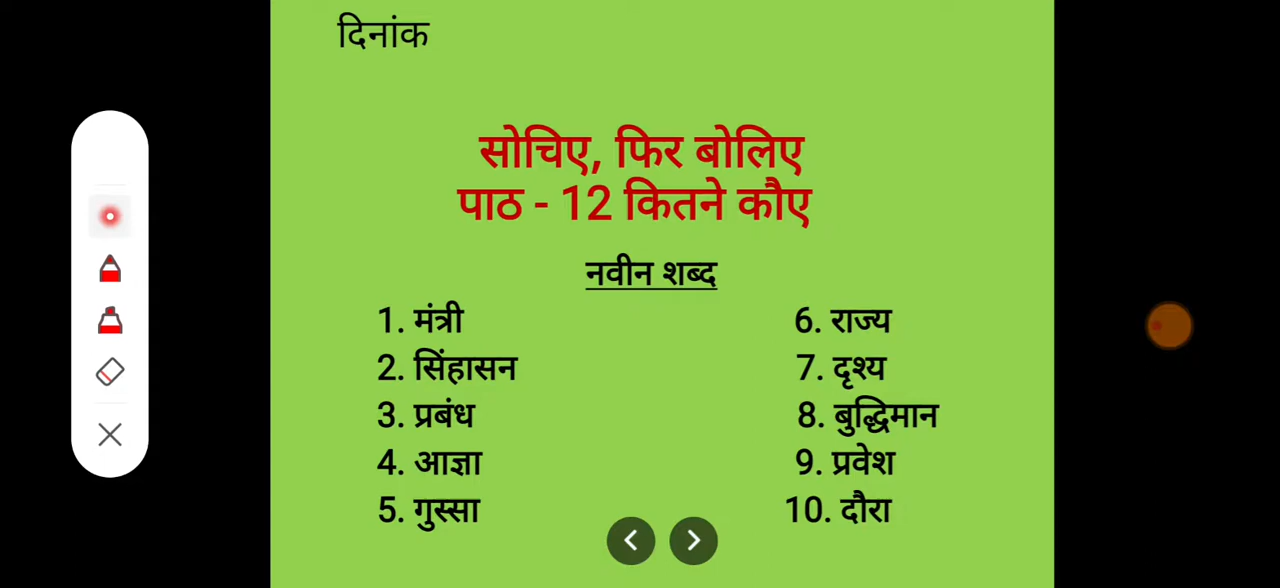 दिनांक
सोचिए, फिर बोलिए
पाठ - 12 कितने कौए
नवीन शब्द
1. मंत्री
2. सिंहासन
3. प्रबंध
4. आज्ञा
5. गुस्सा
6. राज्य
7. दृश्य
8. बुद्धिमान
9. प्रवेश
10. दौरा